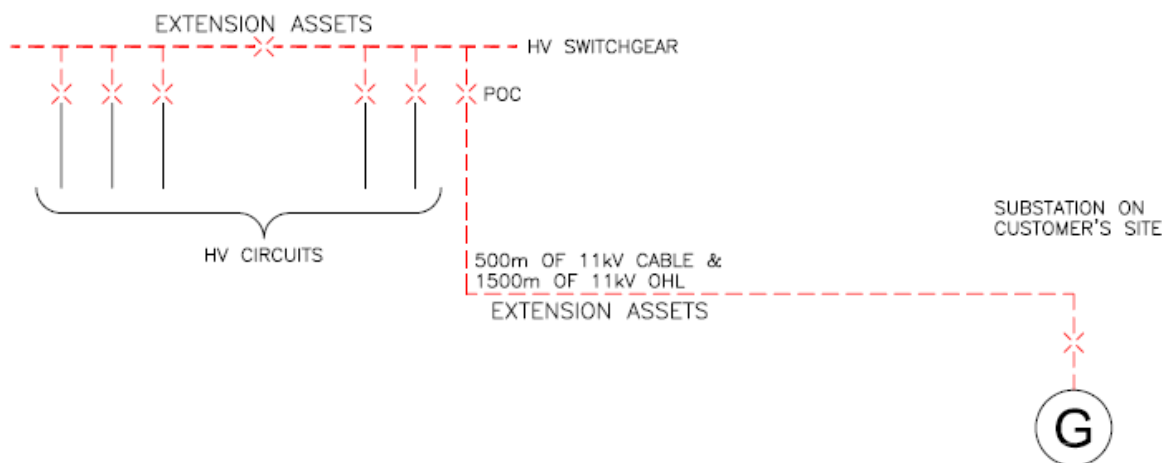 EXTENSION ASSETS
HV SWITCHGEAR
POC
HV CIRCUITS
SUBSTATION ON
CUSTOMER'S SITE
500m OF 11kV CABLE &
1500m OF 11kV OHL
EXTENSION ASSETS
G